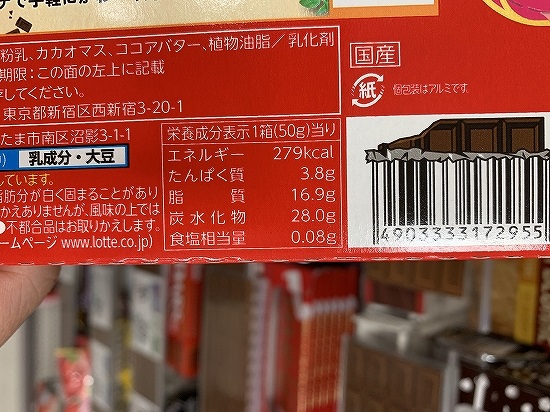 で手軽に
粉乳、カカオマス、ココアバター、植物油脂／乳化剤
期限：この面の左上に記載
してください。
東京都新宿区西新宿3-20-1
たま市南区沼影3-1-1
乳成分・大豆
しています。
脂肪分が白く固まることがあり
かえありませんが、風味の上では
●不都合品はお取りかえします。
ームページ www.lotte.co.jp)
栄養成分表示 1箱(50g)当り
エネルギー 279kcal
たんぱく質 3.8g
脂質 16.9g
炭水化物 28.0g
食塩相当量 0.08g
国産
紙 個包装はアルミです。
4903333172955